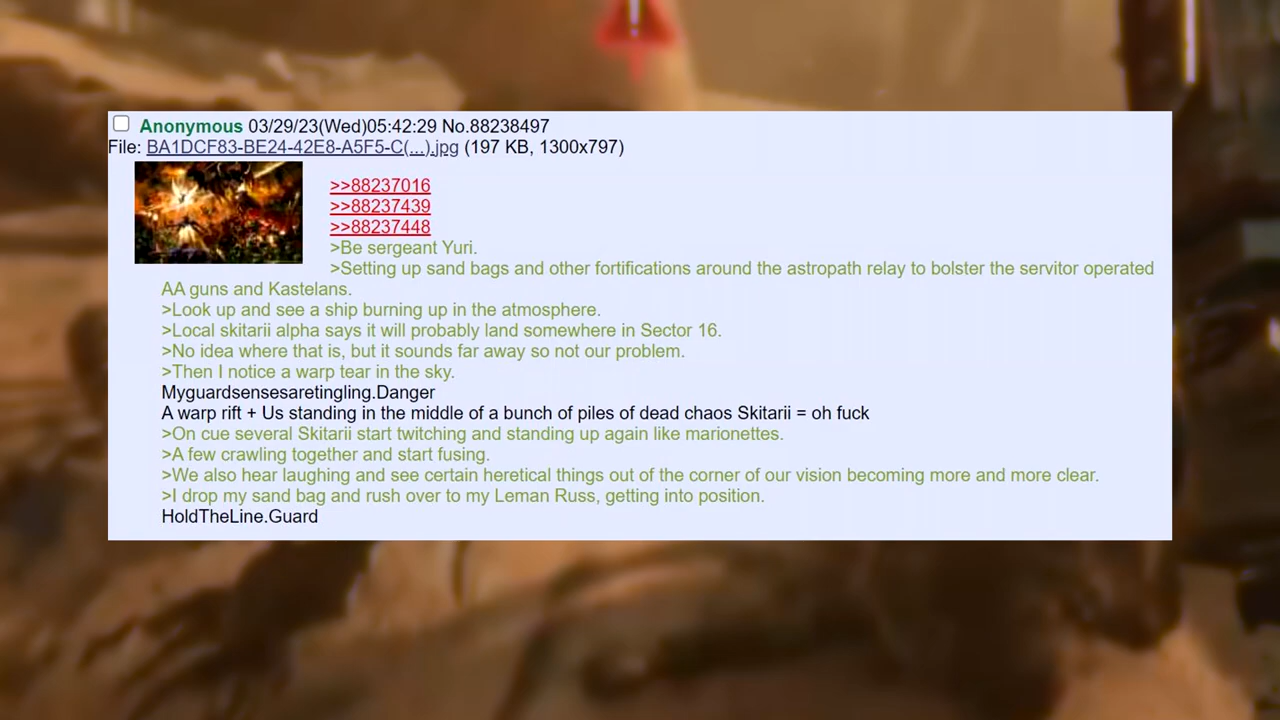 Anonymous 03/29/23(Wed)05:42:29 No.88238497
File: BA1DCF83-BE24-42E8-A5F5-C(...).jpg (197 KB, 1300x797)
>>88237016
>>88237439
>>88237448
>Be sergeant Yuri.
>Setting up sand bags and other fortifications around the astropath relay to bolster the servitor operated
AA guns and Kastelans.
>Look up and see a ship burning up in the atmosphere.
>Local skitarii alpha says it will probably land somewhere in Sector 16.
>No idea where that is, but it sounds far away so not our problem.
>Then I notice a warp tear in the sky.
Myguardsensesaretingling.Danger
A warp rift + Us standing in the middle of a bunch of piles of dead chaos Skitarii = oh fuck
>On cue several Skitarii start twitching and standing up again like marionettes.
>A few crawling together and start fusing.
>We also hear laughing and see certain heretical things out of the corner of our vision becoming more and more clear.
>I drop my sand bag and rush over to my Leman Russ, getting into position.
HoldTheLine.Guard